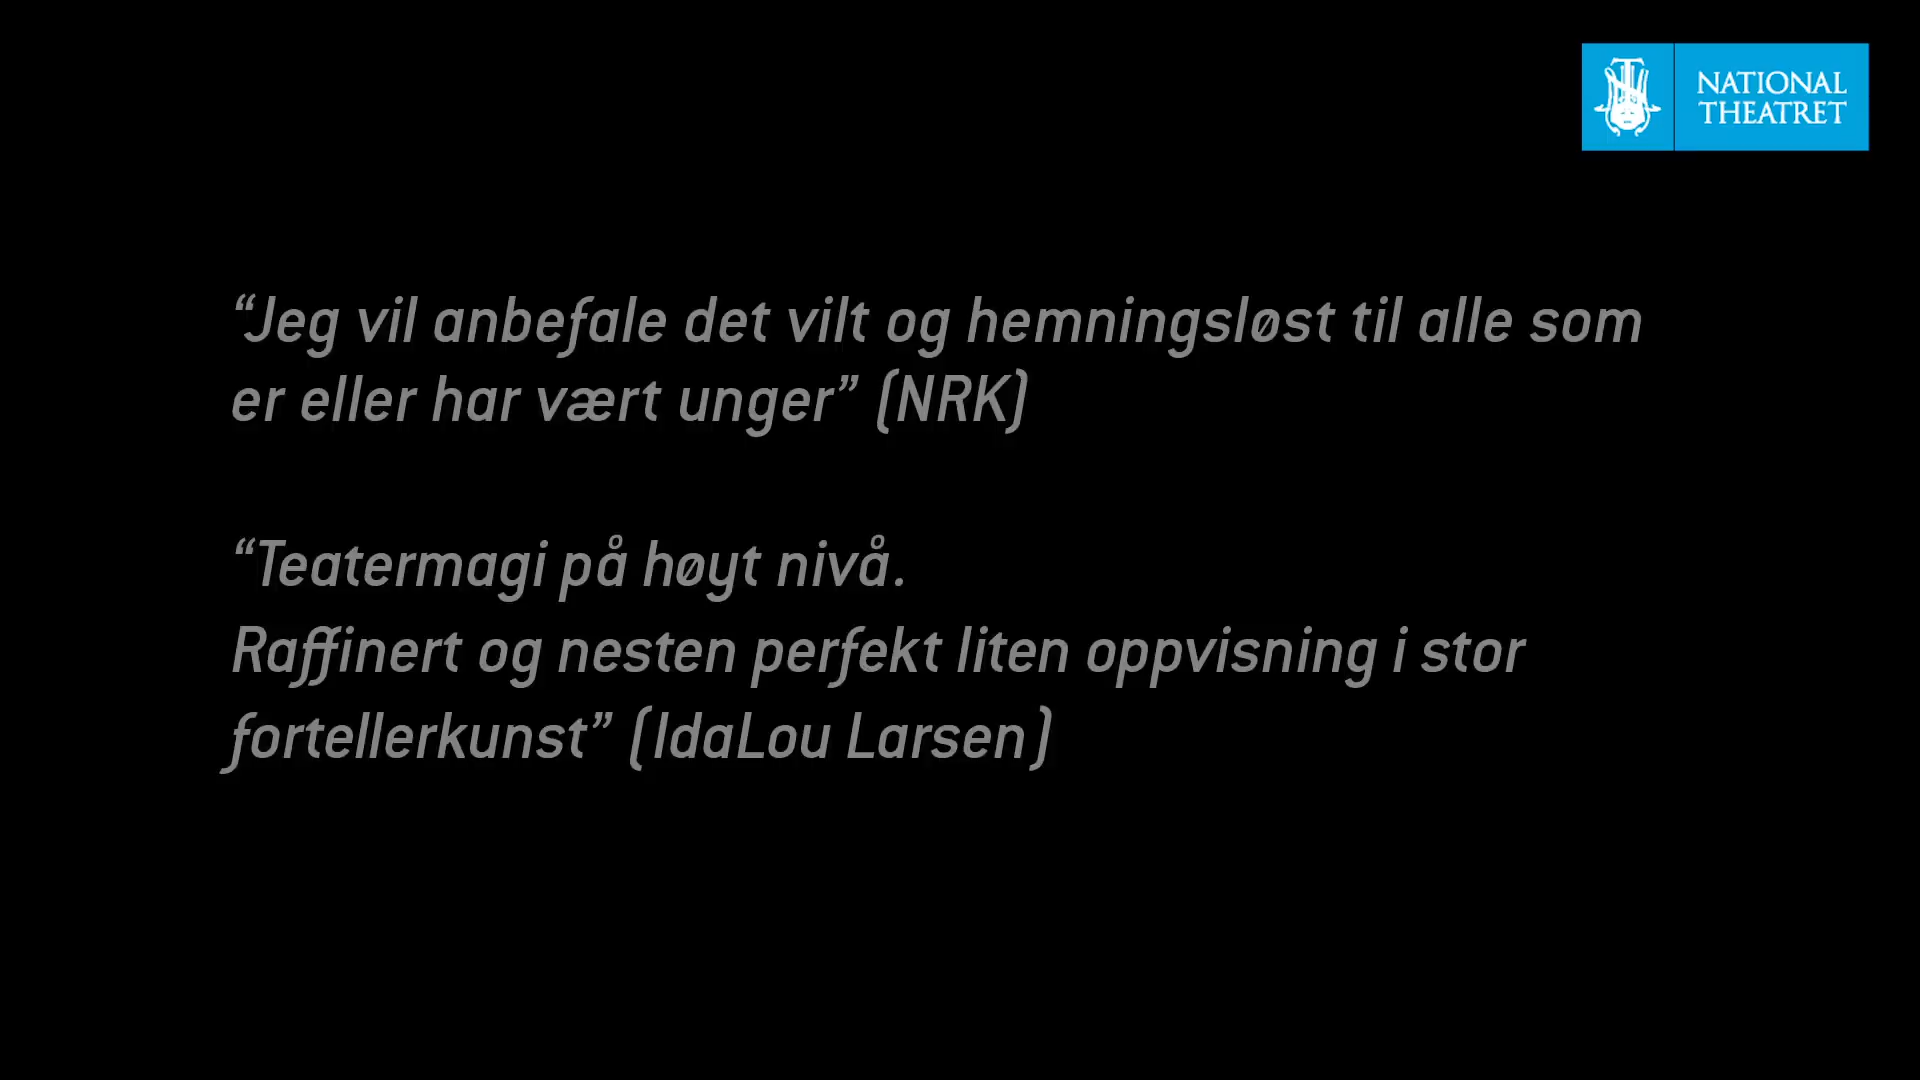 NATIONAL
THEATRET
“Jeg vil anbefale det vilt og hemningsløst til alle som
er eller har vært unger” (NRK)
“Teatermagi på høyt nivå.
Raffinert og nesten perfekt liten oppvisning i stor
fortellerkunst” (IdaLou Larsen)